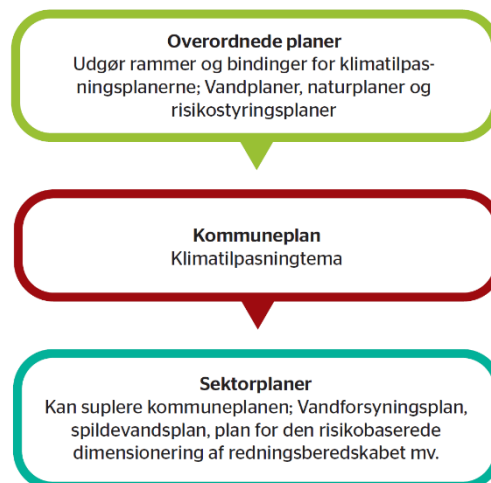 Overordnede planer
Udgør rammer og bindinger for klimatilpas-
ningsplanerne; Vandplaner, naturplaner og
risikostyringsplaner
Kommuneplan
Klimatilpasningtema
Sektorplaner
Kan suplere kommuneplanen; Vandforsyningsplan,
spildevandsplan, plan for den risikobaserede
dimensionering af redningsberedskabet mv.